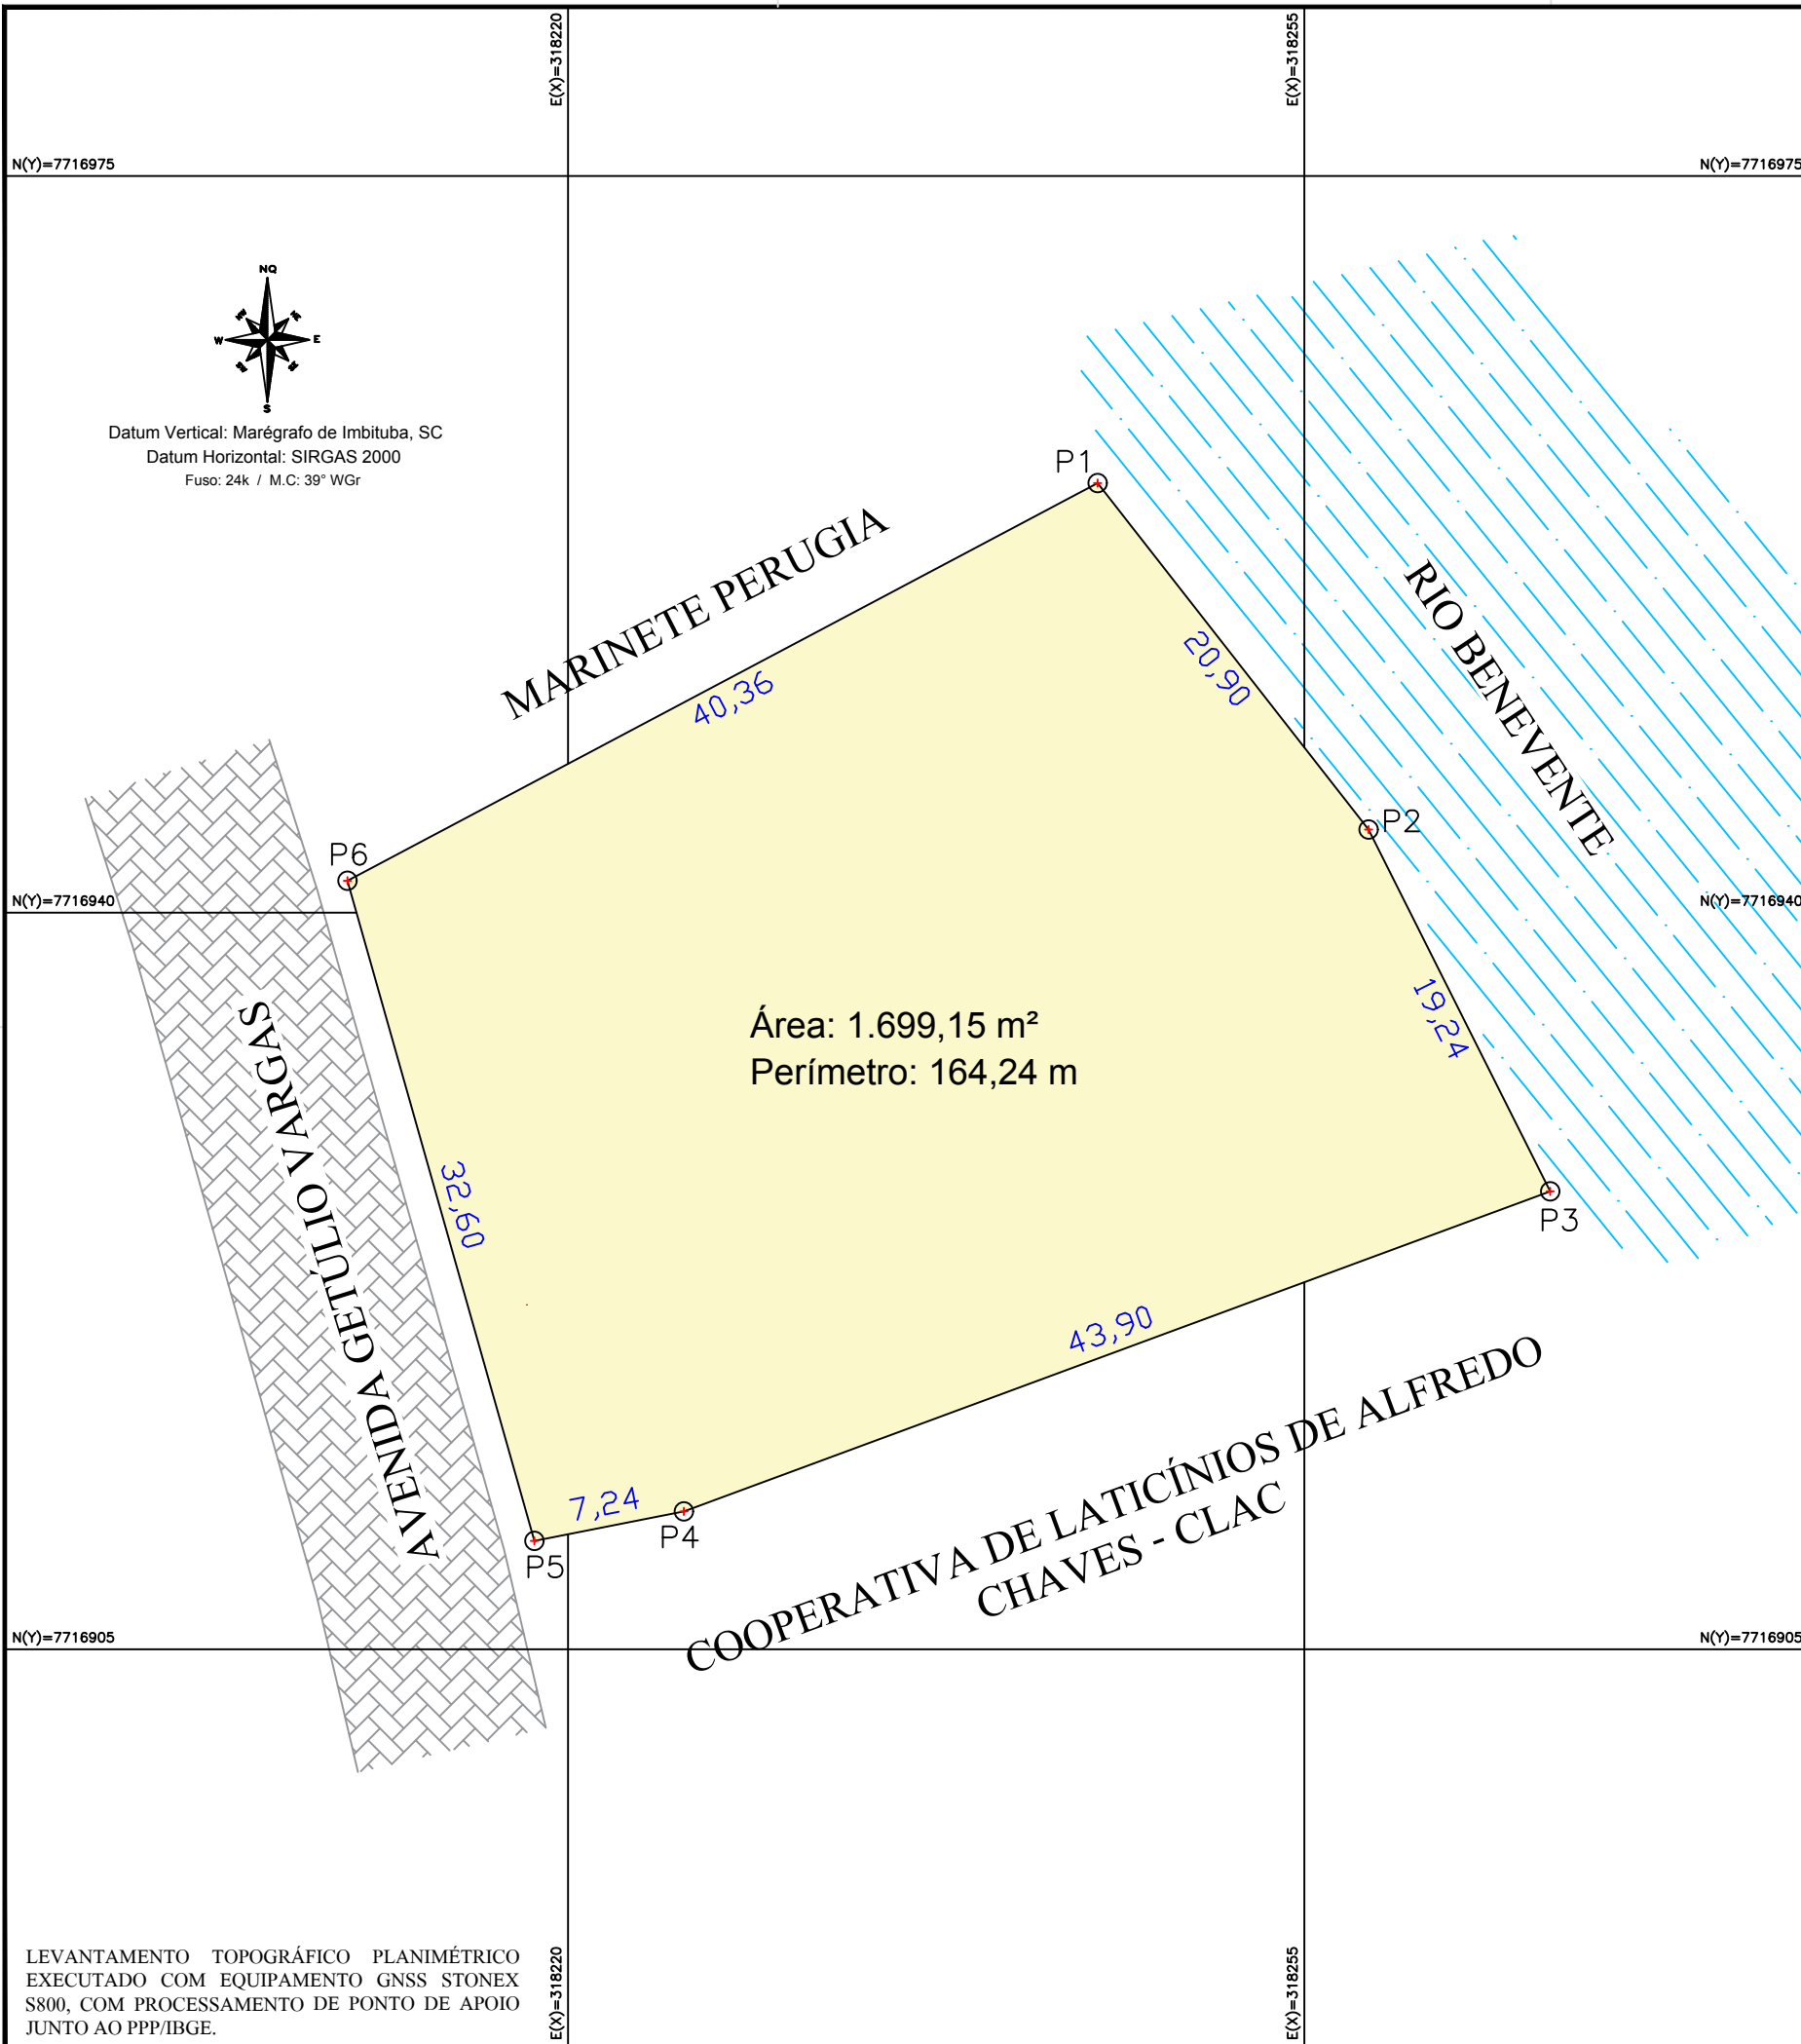 E(X)=318220
E(X)=318255
N(Y)=7716975
N(Y)=7716975
NQ
W
E
S
Datum Vertical: Marégrafo de Imbituba, SC
Datum Horizontal: SIRGAS 2000
Fuso: 24k / M.C: 39° WGr
P1
MARINETE PERUGIA
40,36
20,90
RIO BENEVENTE
P2
P6
N(Y)=7716940
N(Y)=7716940
19,24
Área: 1.699,15 m²
Perímetro: 164,24 m
AVENIDA GETÚLIO VARGAS
32,60
P3
43,90
7,24
P4
P5
COOPERATIVA DE LATICÍNIOS DE ALFREDO
CHAVES - CLAC
N(Y)=7716905
N(Y)=7716905
LEVANTAMENTO TOPOGRÁFICO PLANIMÉTRICO
EXECUTADO COM EQUIPAMENTO GNSS STONEX
S800, COM PROCESSAMENTO DE PONTO DE APOIO
JUNTO AO PPP/IBGE.
E(X)=318220
E(X)=318255